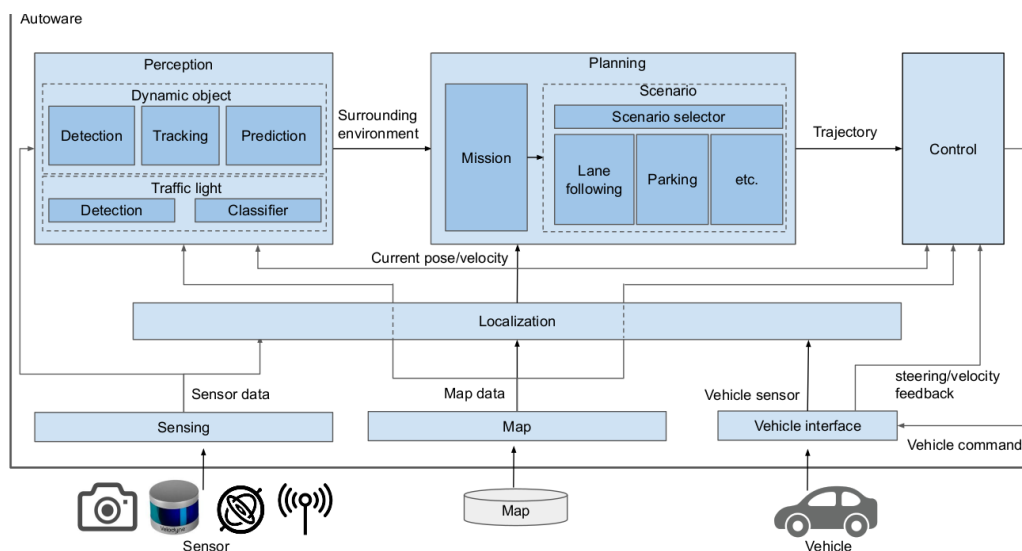 Autoware
Perception
Dynamic object
Detection
Tracking
Prediction
Traffic light
Detection
Classifier
Surrounding
environment
Planning
Mission
Scenario
Scenario selector
Lane
following
Parking
etc.
Trajectory
Control
Current pose/velocity
Localization
Sensor data
Map data
Vehicle sensor
steering/velocity
feedback
Sensing
Map
Vehicle interface
Vehicle command
Velodyne
Map
Sensor
Vehicle